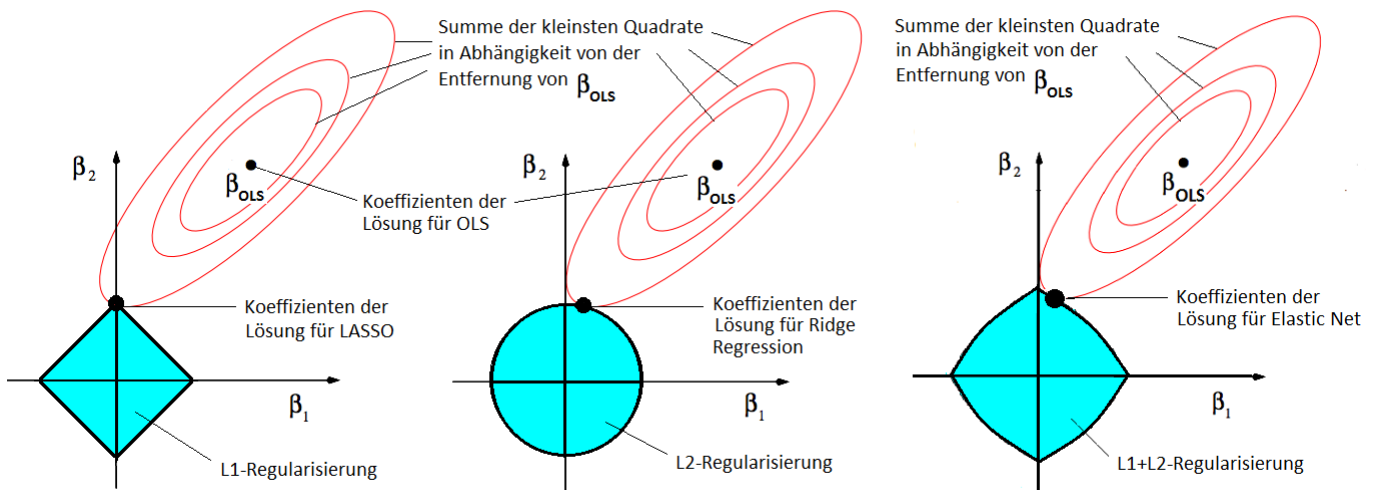 Summe der kleinsten Quadrate
in Abhängigkeit von der
Entfernung von βOLS
β2
βOLS
Koeffizienten der
Lösung für OLS
Koeffizienten der
Lösung für LASSO
β1
L1-Regularisierung
β2
βOLS
Koeffizienten der
Lösung für Ridge
Regression
β1
L2-Regularisierung
Summe der kleinsten Quadrate
in Abhängigkeit von der
Entfernung von βOLS
β2
βOLS
Koeffizienten der
Lösung für Elastic Net
β1
L1+L2-Regularisierung